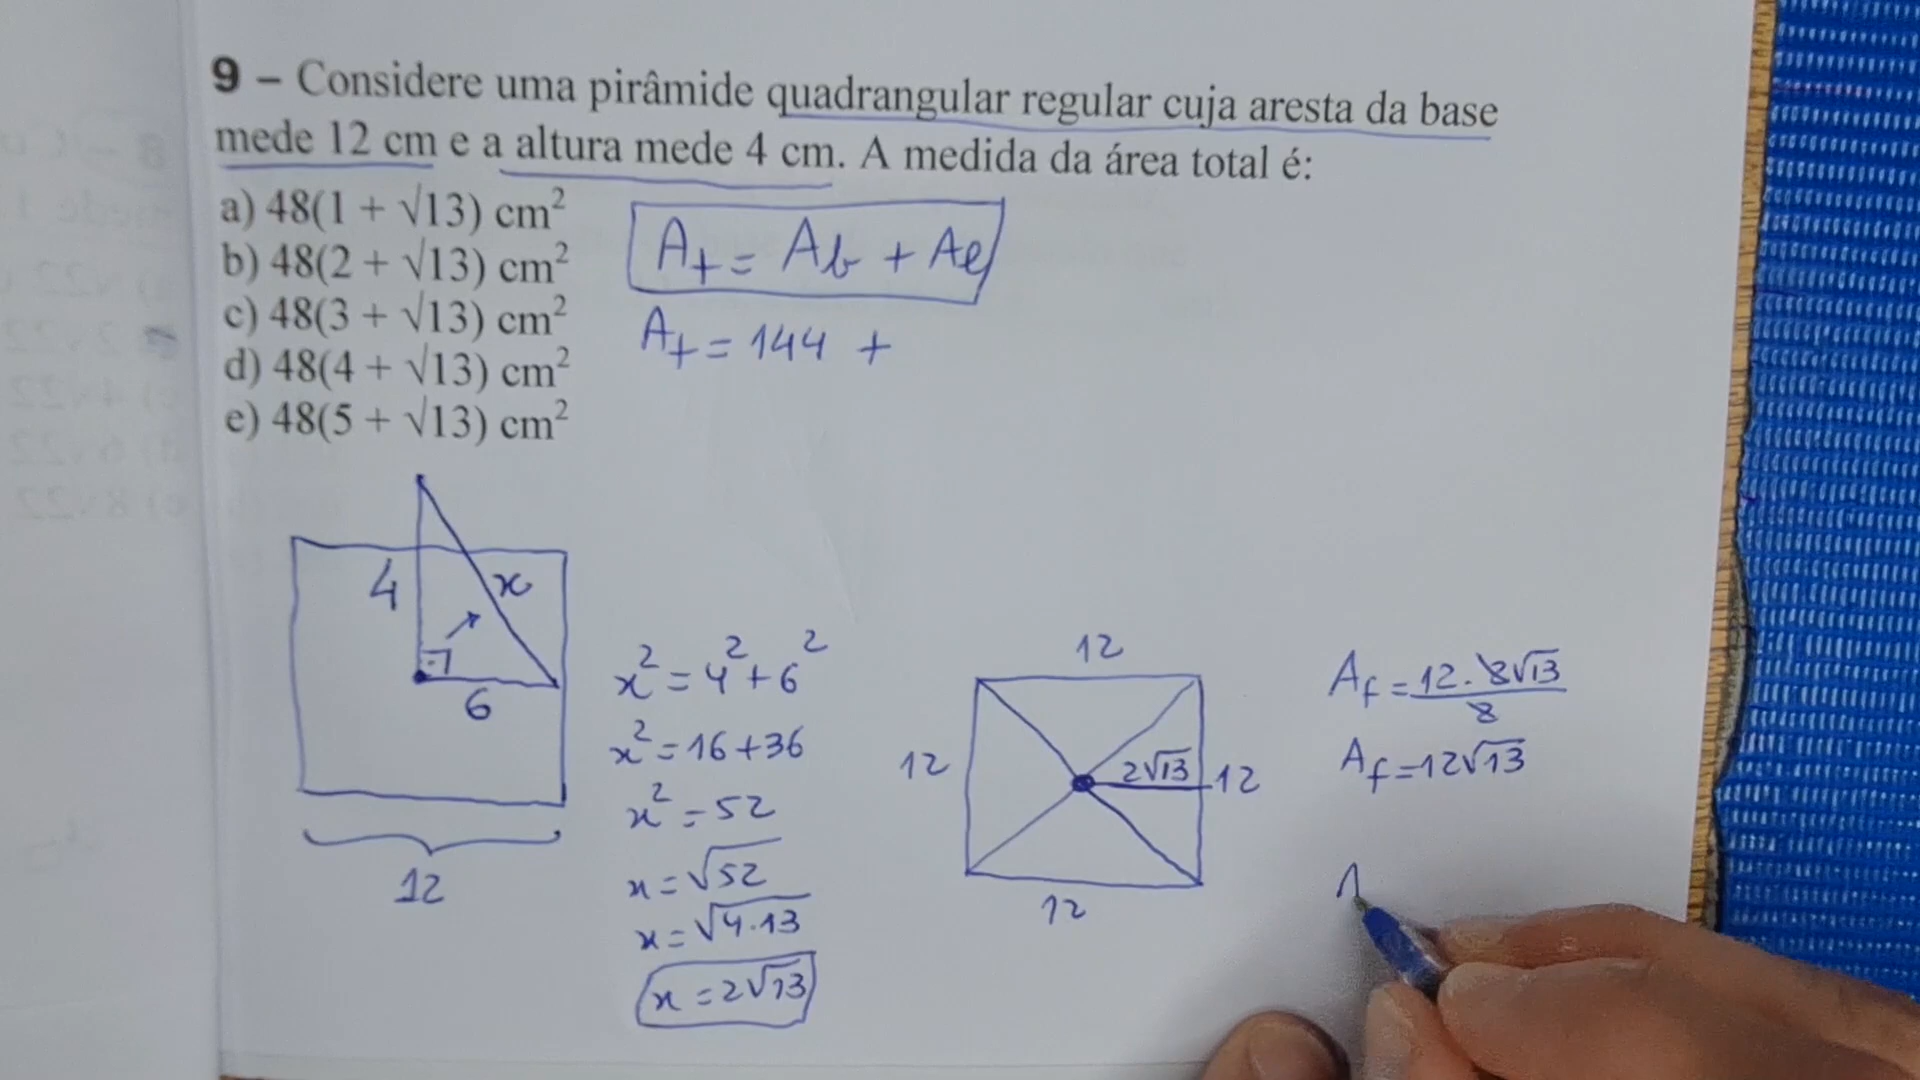 9 – Considere uma pirâmide quadrangular regular cuja aresta da base
mede 12 cm e a altura mede 4 cm. A medida da área total é:
a) 48(1 + √13) cm²
b) 48(2 + √13) cm²
c) 48(3 + √13) cm²
d) 48(4 + √13) cm²
e) 48(5 + √13) cm²
At = Ab + Al
At = 144 +
4
x
6
12
x² = 4² + 6²
x² = 16 + 36
x² = 52
x = √52
x = √4.13
x = 2√13
12
12
2√13
12
12
Af = 12 . 2√13 / 2
Af = 12√13
A